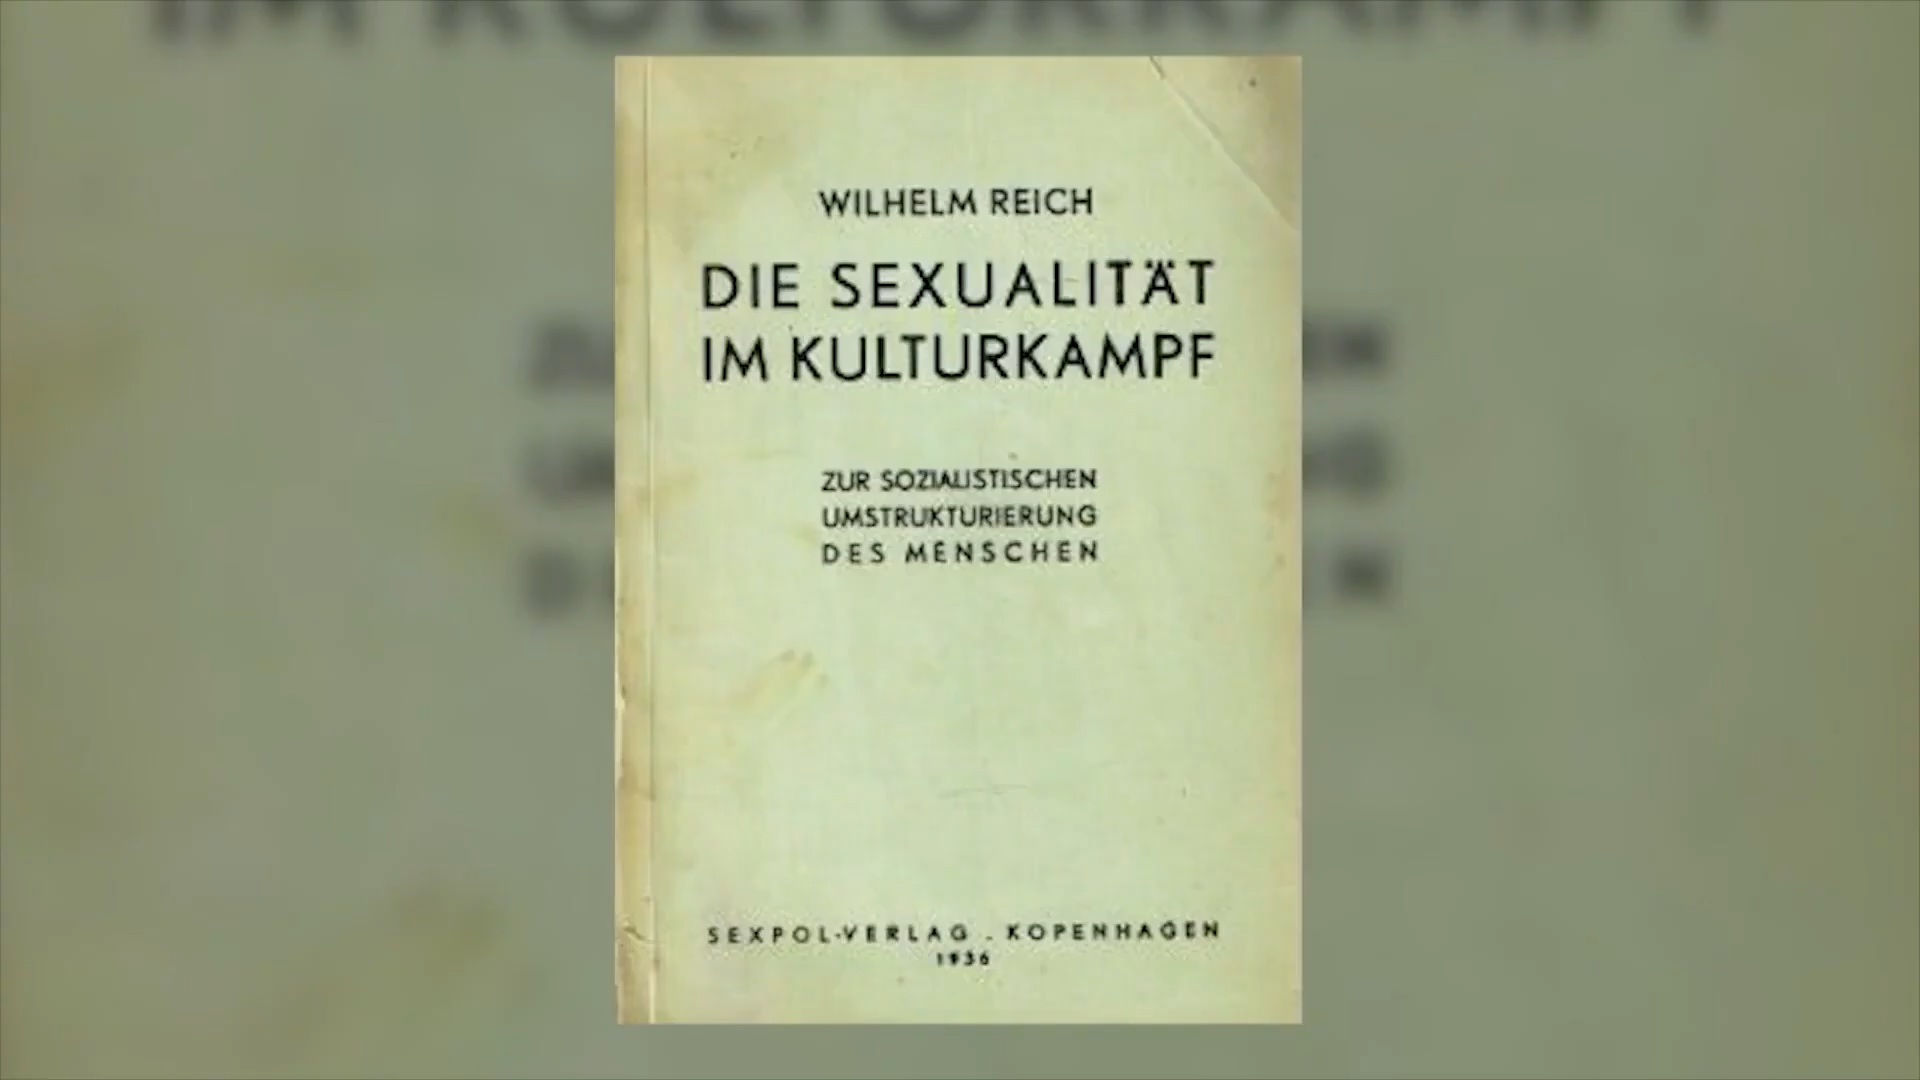 WILHELM REICH
DIE SEXUALITÄT
IM KULTURKAMPF
ZUR SOZIALISTISCHEN
UMSTRUKTURIERUNG
DES MENSCHEN
SEXPOL-VERLAG . KOPENHAGEN
1936